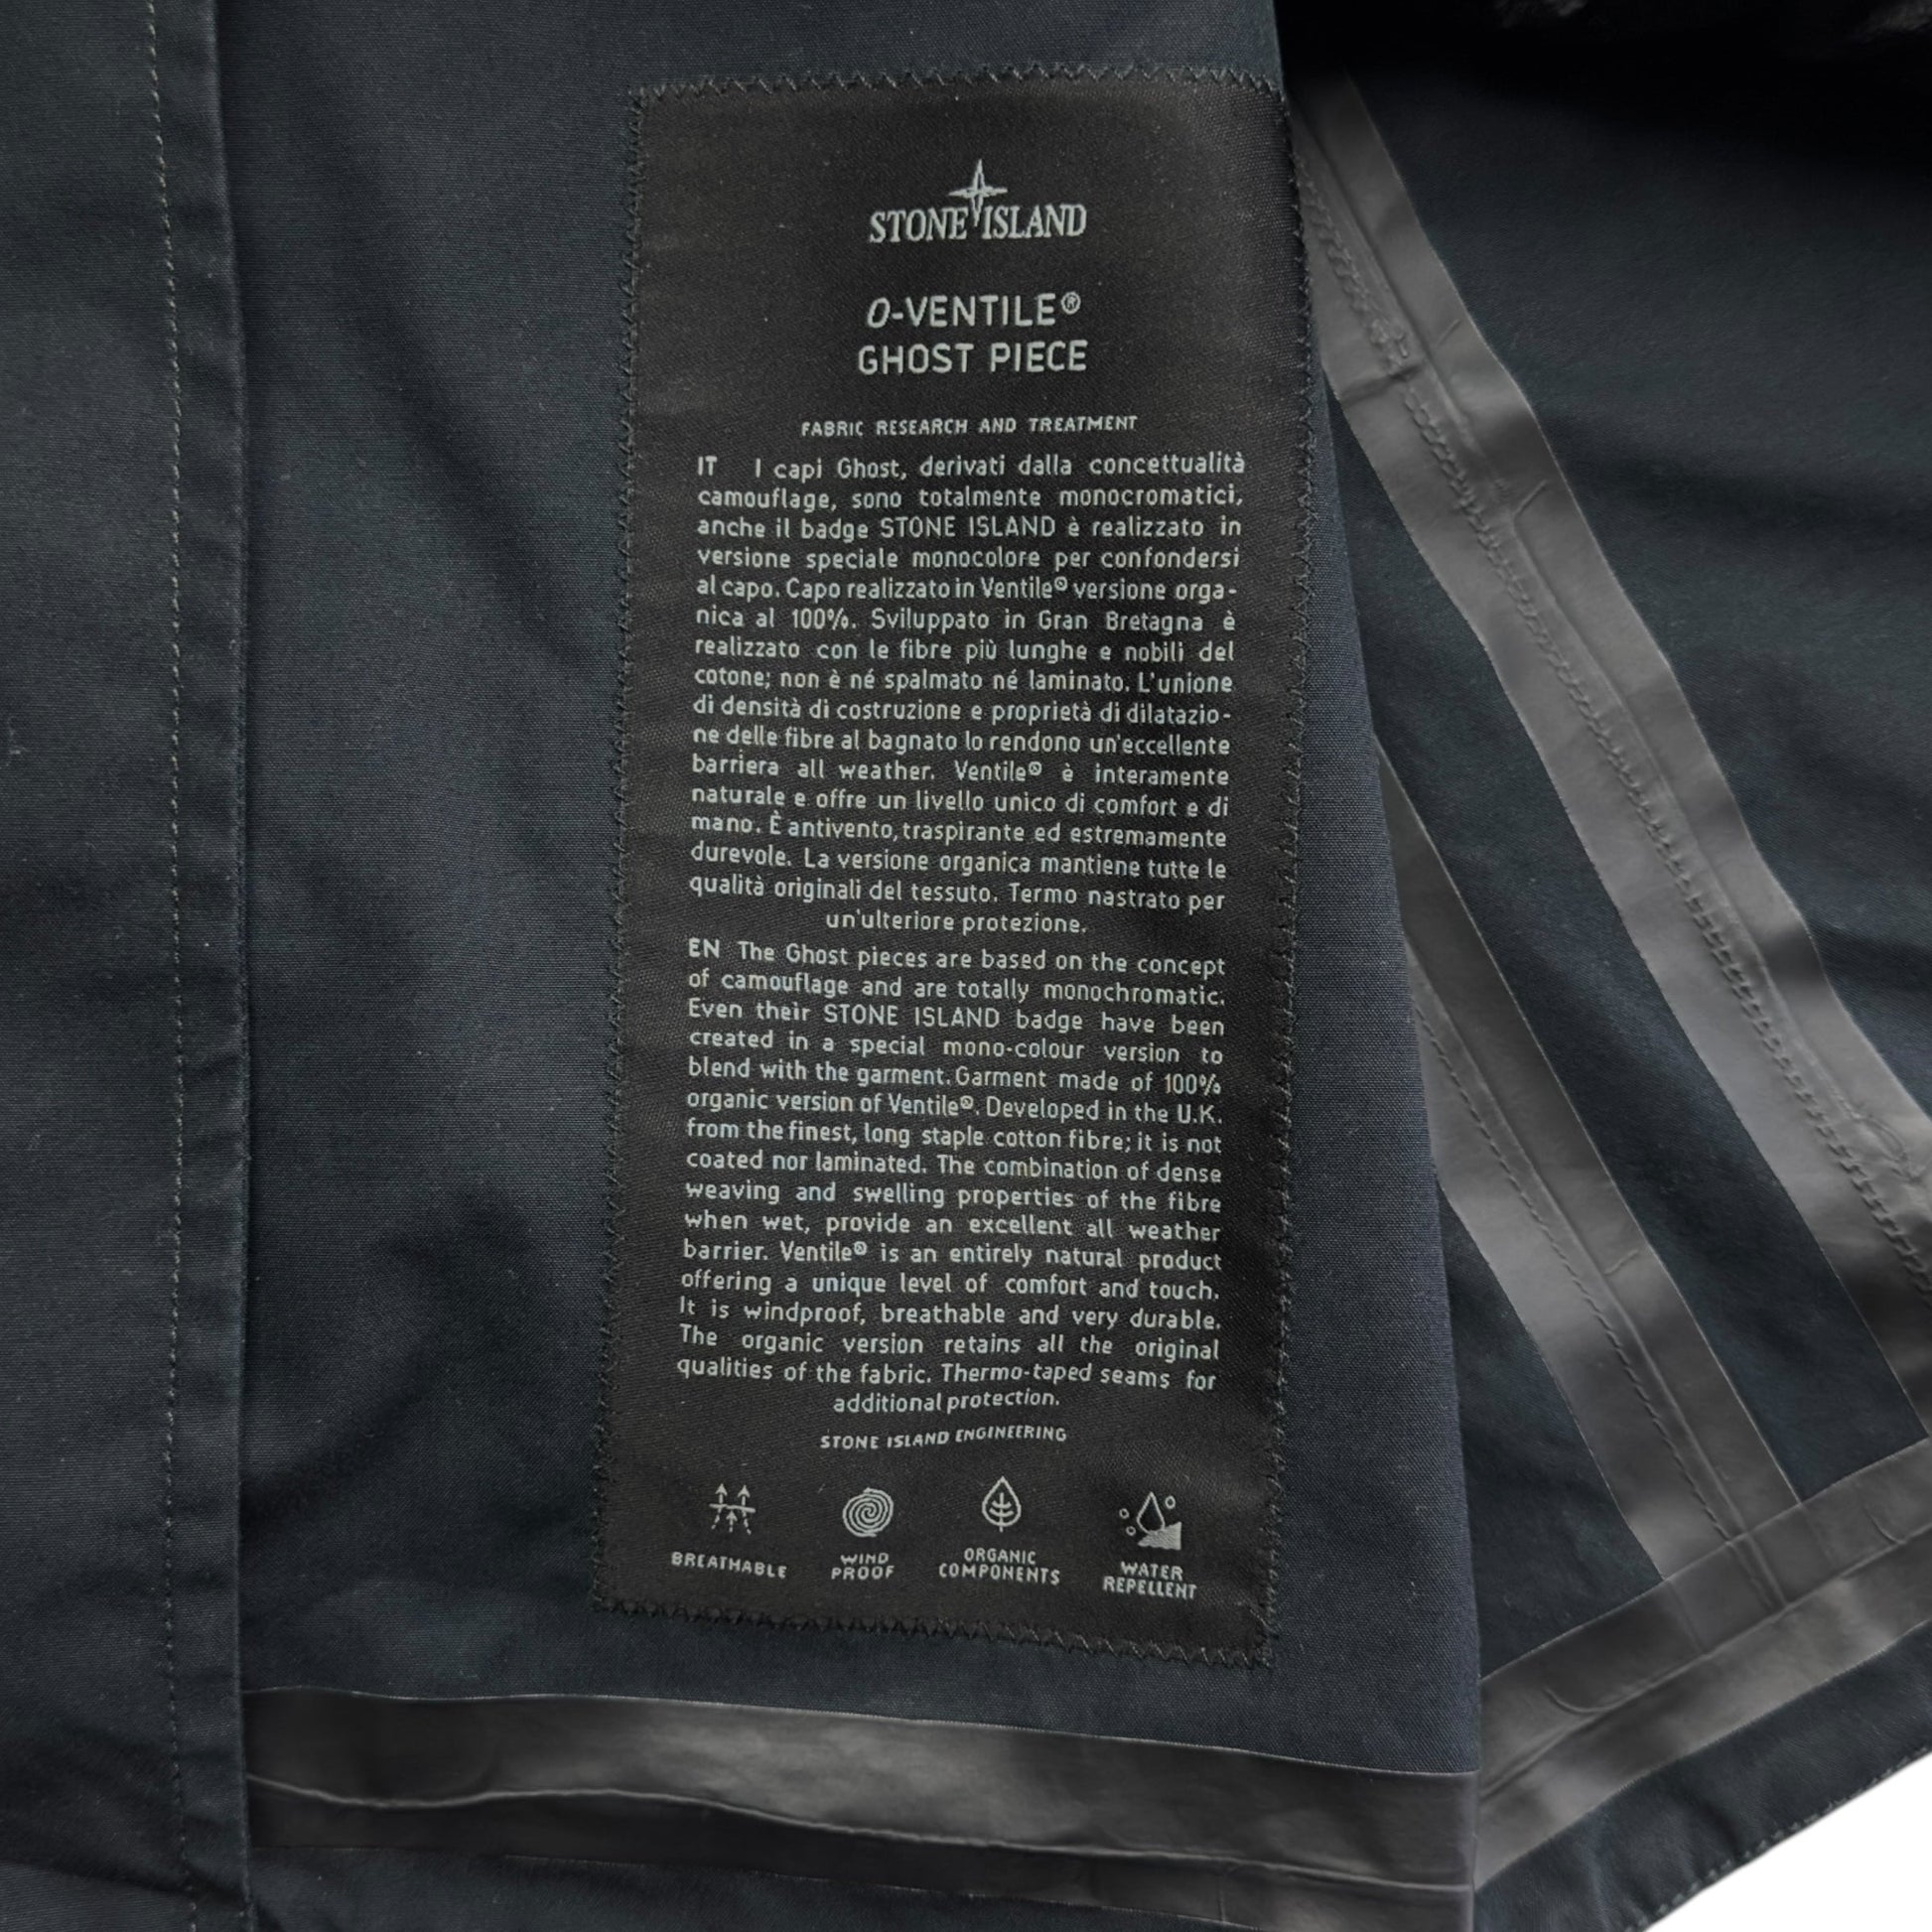 STONE ISLAND
O-VENTILE®
GHOST PIECE
FABRIC RESEARCH AND TREATMENT
IT I capi Ghost, derivati dalla concettualità
camouflage, sono totalmente monocromatici,
anche il badge STONE ISLAND è realizzato in
versione speciale monocolore per confondersi
al capo. Capo realizzato in Ventile® versione orga-
nica al 100%. Sviluppato in Gran Bretagna è
realizzato con le fibre più lunghe e nobili del
cotone; non è né spalmato né laminato. L'unione
di densità di costruzione e proprietà di dilatazio-
ne delle fibre al bagnato lo rendono un'eccellente
barriera all weather. Ventile® è interamente
naturale e offre un livello unico di comfort e di
mano. È antivento, traspirante ed estremamente
durevole. La versione organica mantiene tutte le
qualità originali del tessuto. Termo nastrato per
un'ulteriore protezione.
EN The Ghost pieces are based on the concept
of camouflage and are totally monochromatic.
Even their STONE ISLAND badge have been
created in a special mono-colour version to
blend with the garment. Garment made of 100%
organic version of Ventile®. Developed in the U.K.
from the finest, long staple cotton fibre; it is not
coated nor laminated. The combination of dense
weaving and swelling properties of the fibre
when wet, provide an excellent all weather
barrier. Ventile® is an entirely natural product
offering a unique level of comfort and touch.
It is windproof, breathable and very durable.
The organic version retains all the original
qualities of the fabric. Thermo-taped seams for
additional protection.
STONE ISLAND ENGINEERING
BREATHABLE
WIND
PROOF
ORGANIC
COMPONENTS
WATER
REPELLENT